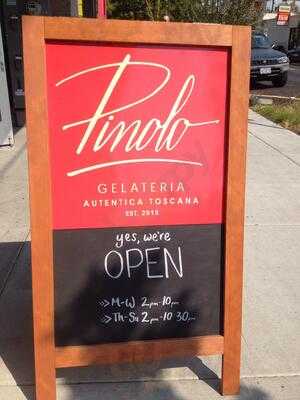 Pinolo
GELATERIA
AUTENTICA TOSCANA
EST. 2015
yes, we're
OPEN
M-W 2pm-10pm
Th-Su 2pm-10 30pm